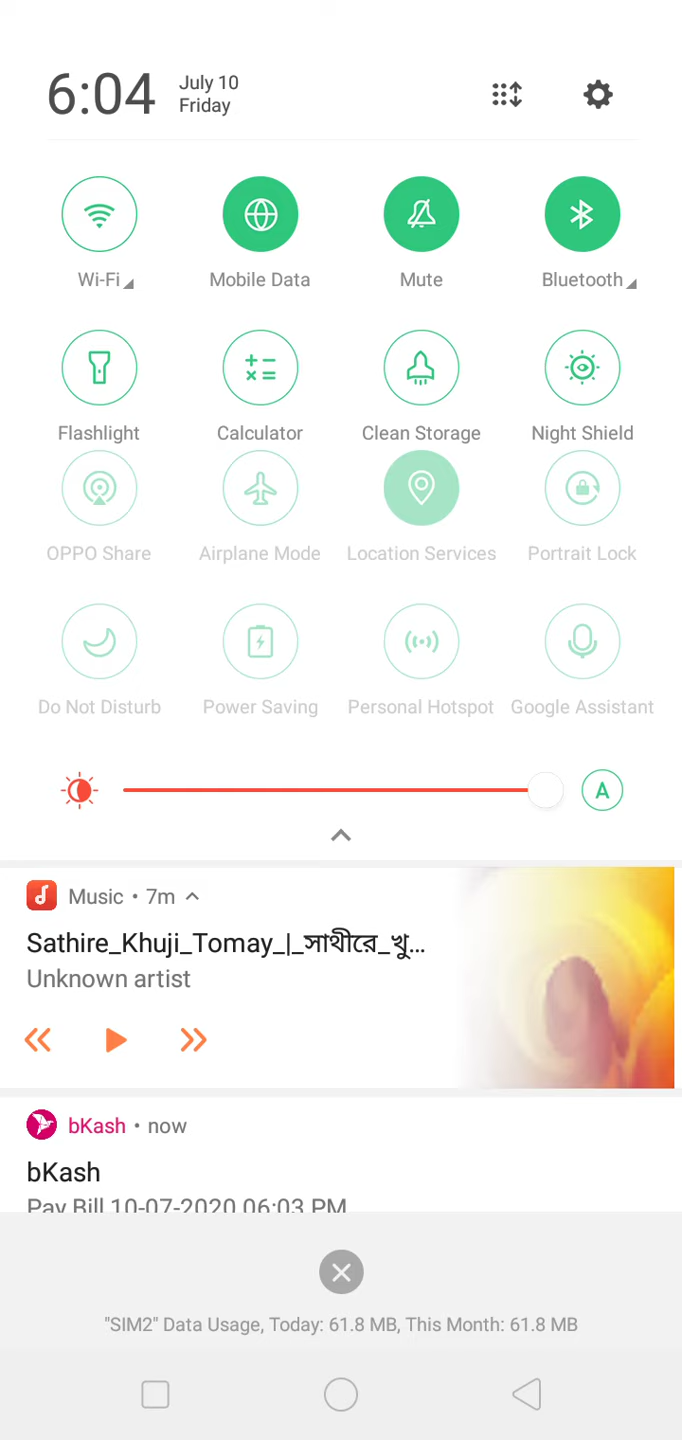 6:04
July 10
Friday
Wi-Fi Mobile Data Mute Bluetooth
Flashlight Calculator Clean Storage Night Shield
OPPO Share Airplane Mode Location Services Portrait Lock
Do Not Disturb Power Saving Personal Hotspot Google Assistant
A
Music • 7m
Sathire_Khuji_Tomay_|_সাথীরে_খু...
Unknown artist
bKash • now
bKash
Pay Bill 10-07-2020 06:03 PM
"SIM2" Data Usage, Today: 61.8 MB, This Month: 61.8 MB